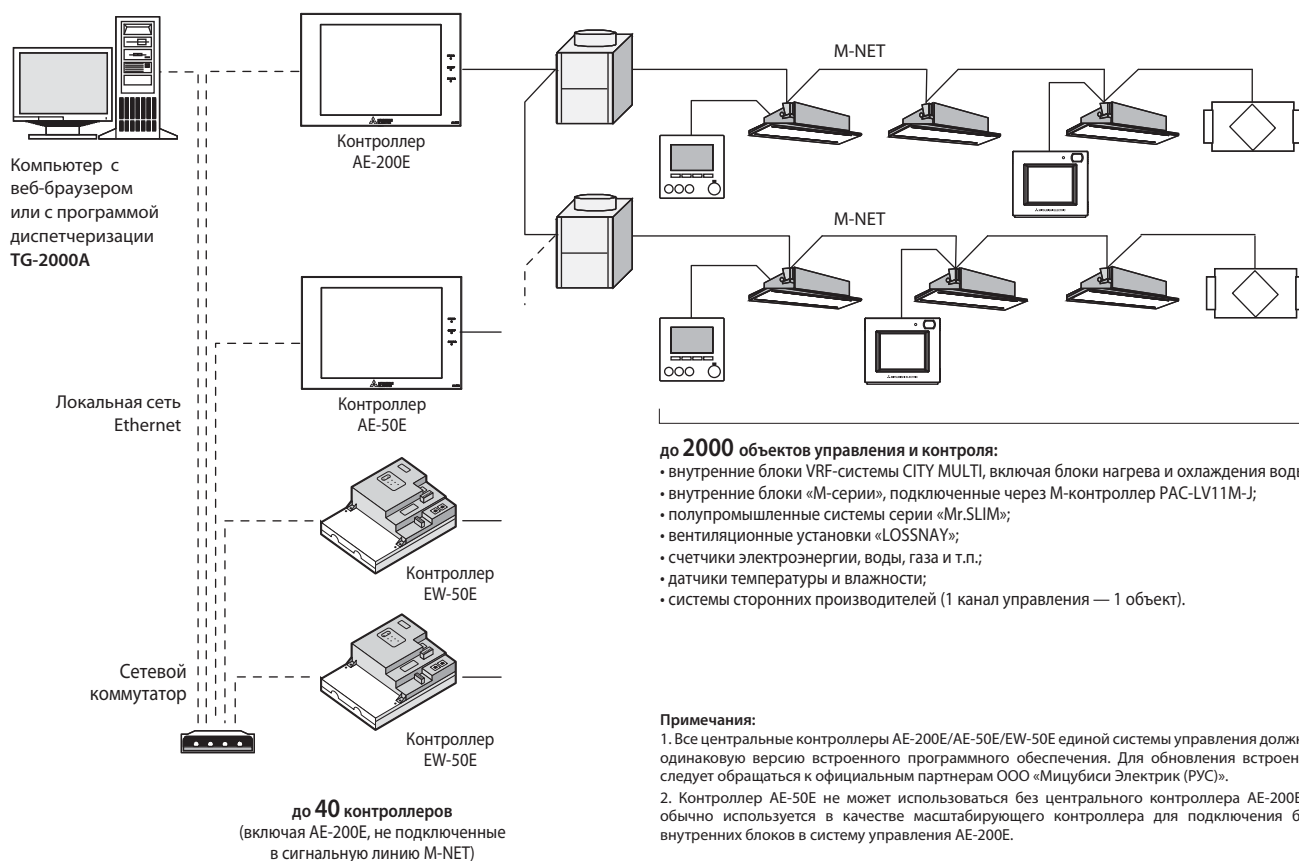 M-NET
Контроллер
AE-200E
Компьютер с
веб-браузером
или с программой
диспетчеризации
TG-2000A
M-NET
Локальная сеть
Ethernet
Контроллер
AE-50E
до 2000 объектов управления и контроля:
• внутренние блоки VRF-системы CITY MULTI, включая блоки нагрева и охлаждения
• внутренние блоки «М-серии», подключенные через М-контроллер PAC-LV11M-J;
• полупромышленные системы серии «Mr.SLIM»;
• вентиляционные установки «LOSSNAY»;
• счетчики электроэнергии, воды, газа и т.п.;
• датчики температуры и влажности;
• системы сторонних производителей (1 канал управления — 1 объект).
Контроллер
EW-50E
Сетевой
коммутатор
Контроллер
EW-50E
до 40 контроллеров
(включая AE-200E, не подключенные
в сигнальную линию M-NET)
Примечания:
1. Все центральные контроллеры AE-200E/AE-50E/EW-50E единой системы управления
одинаковую версию встроенного программного обеспечения. Для обновления
следует обращаться к официальным партнерам ООО «Мицубиси Электрик (РУС)».
2. Контроллер AE-50E не может использоваться без центрального контроллера AE-200E
обычно используется в качестве масштабирующего контроллера для подключения
внутренних блоков в систему управления AE-200E.